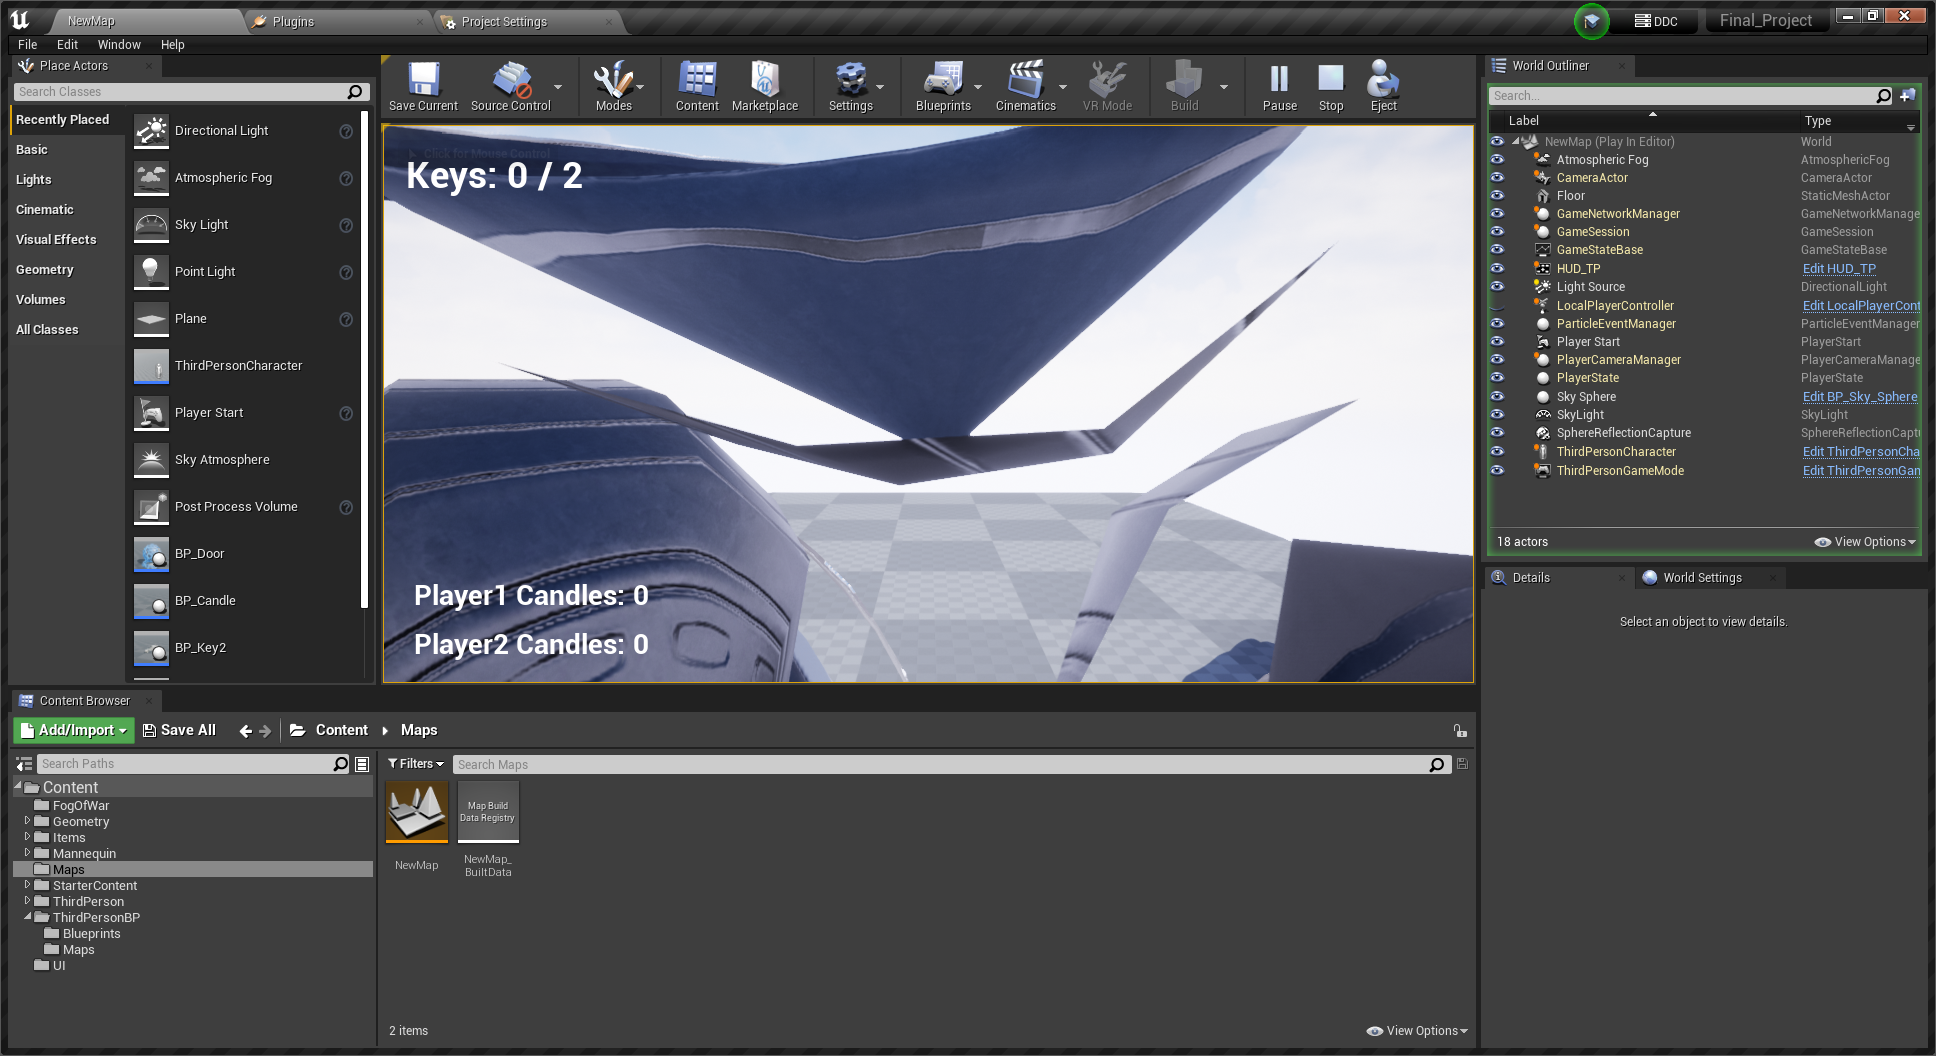 NewMap
Plugins
Project Settings
DDC
Final_Project
File Edit Window Help
Place Actors
Search Classes
Recently Placed
Basic
Lights
Cinematic
Visual Effects
Geometry
Volumes
All Classes
Directional Light
Atmospheric Fog
Sky Light
Point Light
Plane
ThirdPersonCharacter
Player Start
Sky Atmosphere
Post Process Volume
BP_Door
BP_Candle
BP_Key2
Save Current
Source Control
Modes
Content
Marketplace
Settings
Blueprints
Cinematics
VR Mode
Build
Pause
Stop
Eject
Click for Mouse Control
Keys: 0 / 2
Player1 Candles: 0
Player2 Candles: 0
World Outliner
Search...
Label Type
NewMap (Play In Editor) World
Atmospheric Fog AtmosphericFog
CameraActor CameraActor
Floor StaticMeshActor
GameNetworkManager GameNetworkManage
GameSession GameSession
GameStateBase GameStateBase
HUD_TP Edit HUD_TP
Light Source DirectionalLight
LocalPlayerController Edit LocalPlayerCont
ParticleEventManager ParticleEventManager
Player Start PlayerStart
PlayerCameraManager PlayerCameraManage
PlayerState PlayerState
Sky Sphere Edit BP_Sky_Sphere
SkyLight SkyLight
SphereReflectionCapture SphereReflectionCaptu
ThirdPersonCharacter Edit ThirdPersonCha
ThirdPersonGameMode Edit ThirdPersonGan
18 actors
View Options
Details
World Settings
Select an object to view details.
Content Browser
Add/Import
Save All
Content
Maps
Search Paths
Content
FogOfWar
Geometry
Items
Mannequin
Maps
StarterContent
ThirdPerson
ThirdPersonBP
Blueprints
Maps
UI
Filters
Search Maps
Map Build
Data Registry
NewMap
NewMap_
BuiltData
2 items
View Options